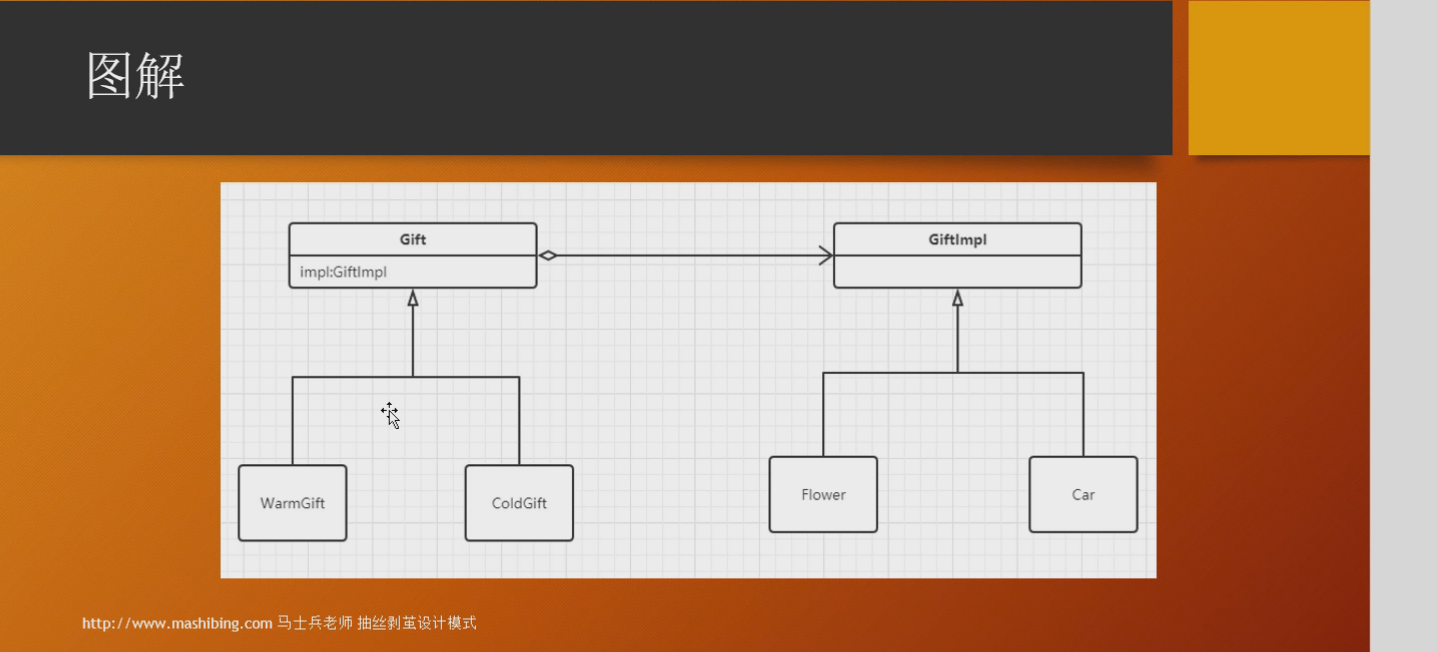 图解
Gift
GiftImpl
impl:GiftImpl
WarmGift
ColdGift
Flower
Car
http://www.mashibing.com 马士兵老师 抽丝剥茧设计模式